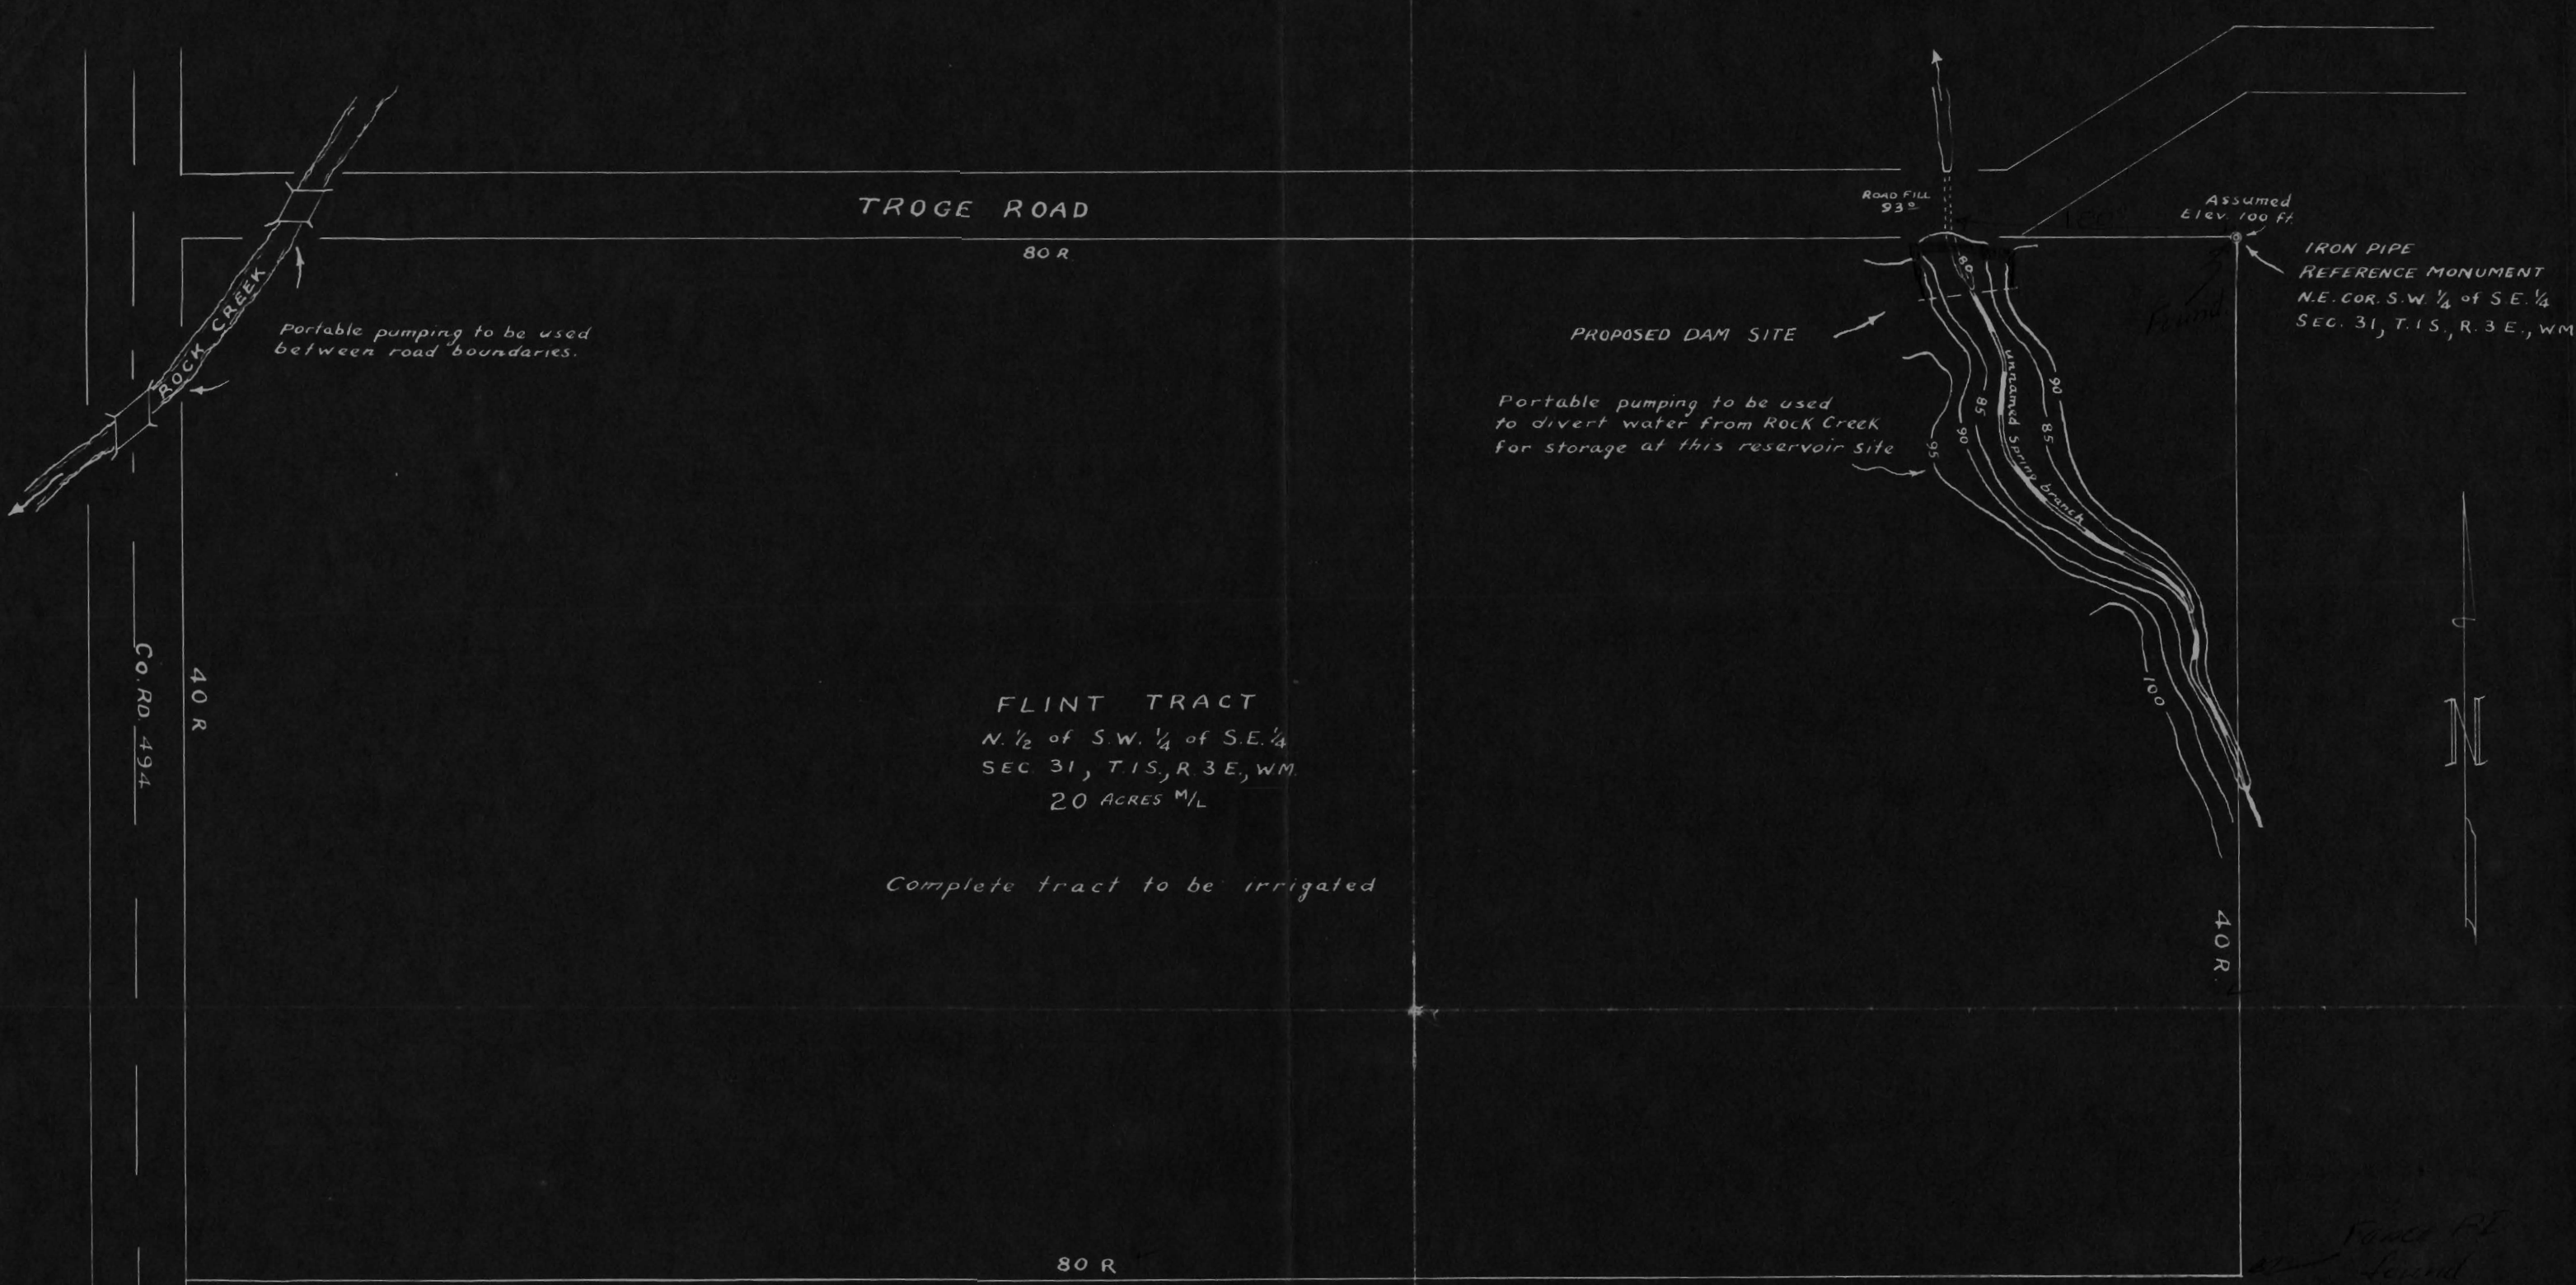 TROGE ROAD
80 R
ROCK CREEK
Portable pumping to be used
between road boundaries.
CO. RD. 494
40 R
ROAD FILL
93º
Assumed
Elev. 100 ft.
IRON PIPE
REFERENCE MONUMENT
N.E. COR. S.W. ¼ of S.E. ¼
SEC. 31, T. 1 S., R. 3 E., WM
Found.
PROPOSED DAM SITE
Portable pumping to be used
to divert water from Rock Creek
for storage at this reservoir site
80
90
85
85
90
95
100
unnamed spring branch
FLINT TRACT
N. ½ of S.W. ¼ of S.E. ¼
SEC. 31, T. 1 S., R. 3 E., WM.
20 ACRES M/L
Complete tract to be irrigated
N
40 R.
80 R